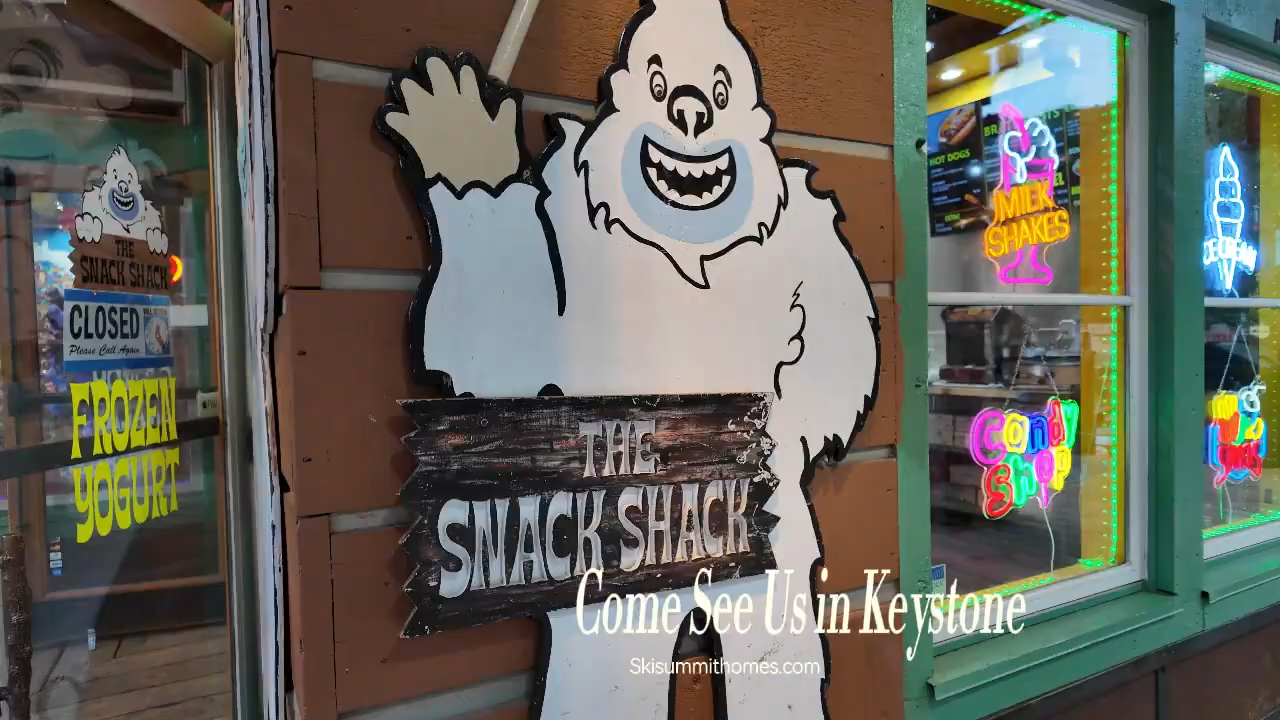 THE
SNACK SHACK
CLOSED
Please Call Again
FROZEN
YOGURT
THE
SNACK SHACK
Come See Us in Keystone
Skisummithomes.com
HOT DOGS
MILK
SHAKES
Candy
Shop
ICE CREAM